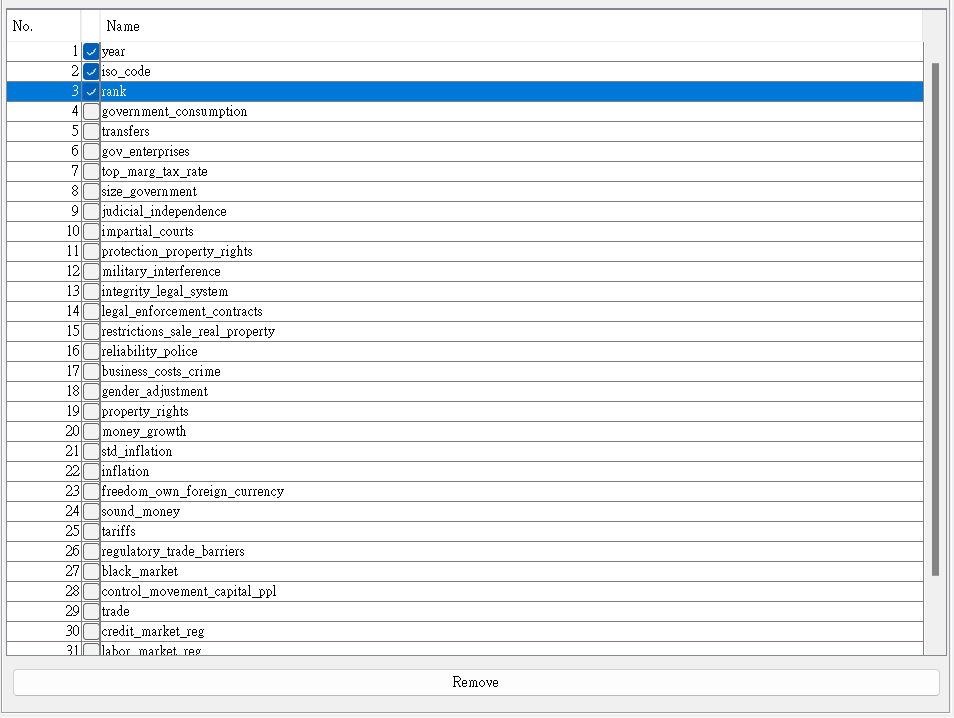 No. Name
1 year
2 iso_code
3 rank
4 government_consumption
5 transfers
6 gov_enterprises
7 top_marg_tax_rate
8 size_government
9 judicial_independence
10 impartial_courts
11 protection_property_rights
12 military_interference
13 integrity_legal_system
14 legal_enforcement_contracts
15 restrictions_sale_real_property
16 reliability_police
17 business_costs_crime
18 gender_adjustment
19 property_rights
20 money_growth
21 std_inflation
22 inflation
23 freedom_own_foreign_currency
24 sound_money
25 tariffs
26 regulatory_trade_barriers
27 black_market
28 control_movement_capital_ppl
29 trade
30 credit_market_reg
31 labor_market_reg
Remove